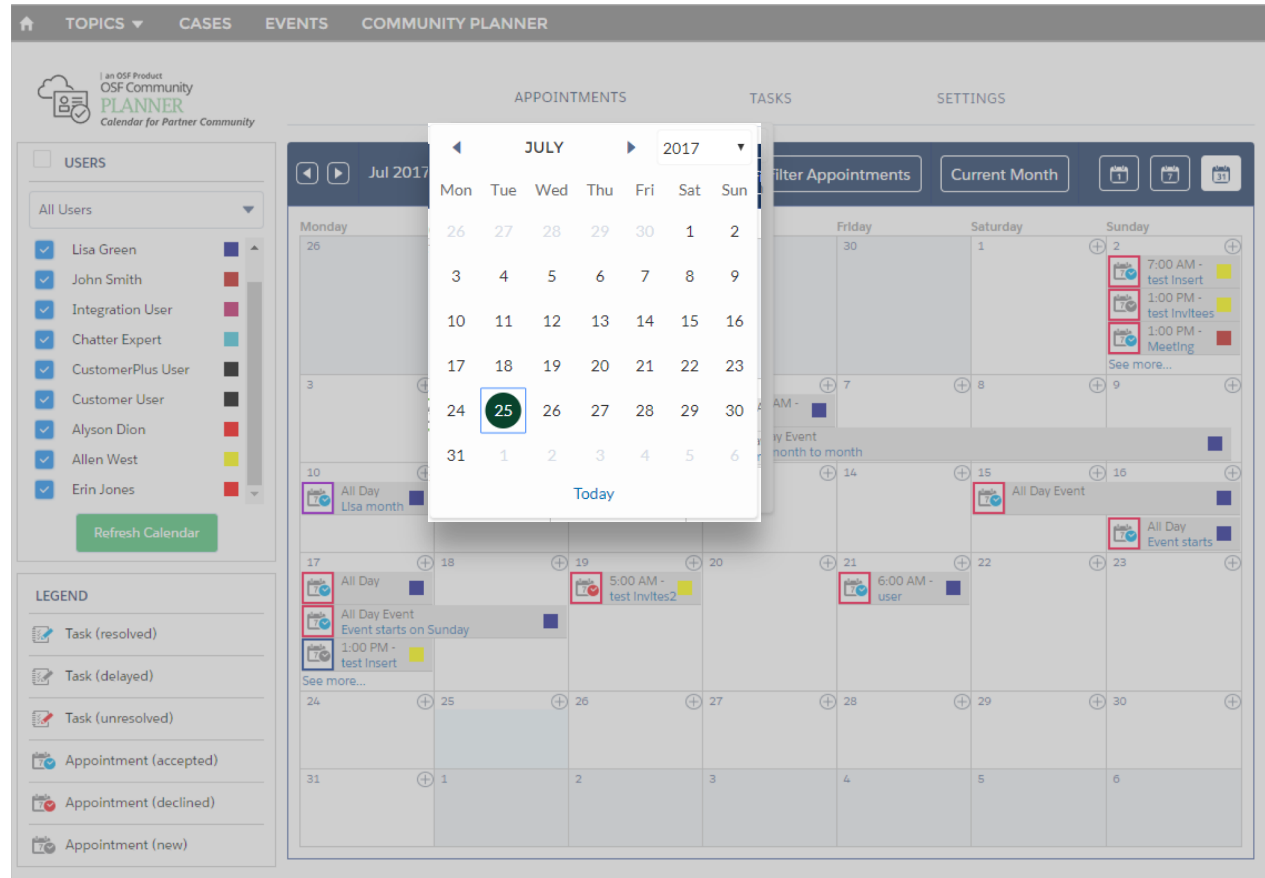 TOPICS CASES EVENTS COMMUNITY PLANNER
| an OSF Product
OSF Community
PLANNER
Calendar for Partner Community
APPOINTMENTS TASKS SETTINGS
USERS
All Users
Lisa Green
John Smith
Integration User
Chatter Expert
CustomerPlus User
Customer User
Alyson Dion
Allen West
Erin Jones
Refresh Calendar
LEGEND
Task (resolved)
Task (delayed)
Task (unresolved)
Appointment (accepted)
Appointment (declined)
Appointment (new)
Jul 2017
Filter Appointments Current Month 1 7 31
JULY 2017
Mon Tue Wed Thu Fri Sat Sun
26 27 28 29 30 1 2
3 4 5 6 7 8 9
10 11 12 13 14 15 16
17 18 19 20 21 22 23
24 25 26 27 28 29 30
31 1 2 3 4 5 6
Today
Monday Friday Saturday Sunday
26 30 1 2
7:00 AM -
test Insert
1:00 PM -
test Invitees
1:00 PM -
Meeting
See more...
3 7 8 9
AM -
Event
month to month
10 14 15 16
All Day
Lisa month
All Day Event
All Day
Event starts
17 18 19 20 21 22 23
All Day
5:00 AM -
test Invites2
6:00 AM -
user
All Day Event
Event starts on Sunday
1:00 PM -
test Insert
See more...
24 25 26 27 28 29 30
31 1 2 3 4 5 6